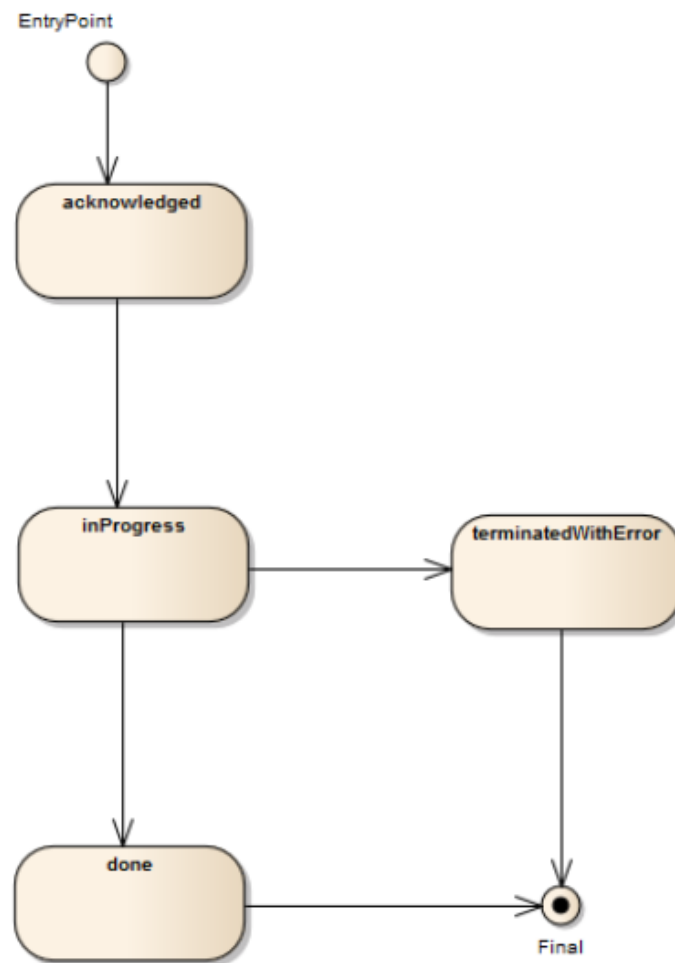 EntryPoint
acknowledged
inProgress
terminatedWithError
done
Final